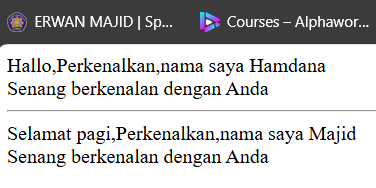 ERWAN MAJID | Sp...
Courses – Alphawor...
Hallo,Perkenalkan,nama saya Hamdana
Senang berkenalan dengan Anda
Selamat pagi,Perkenalkan,nama saya Majid
Senang berkenalan dengan Anda